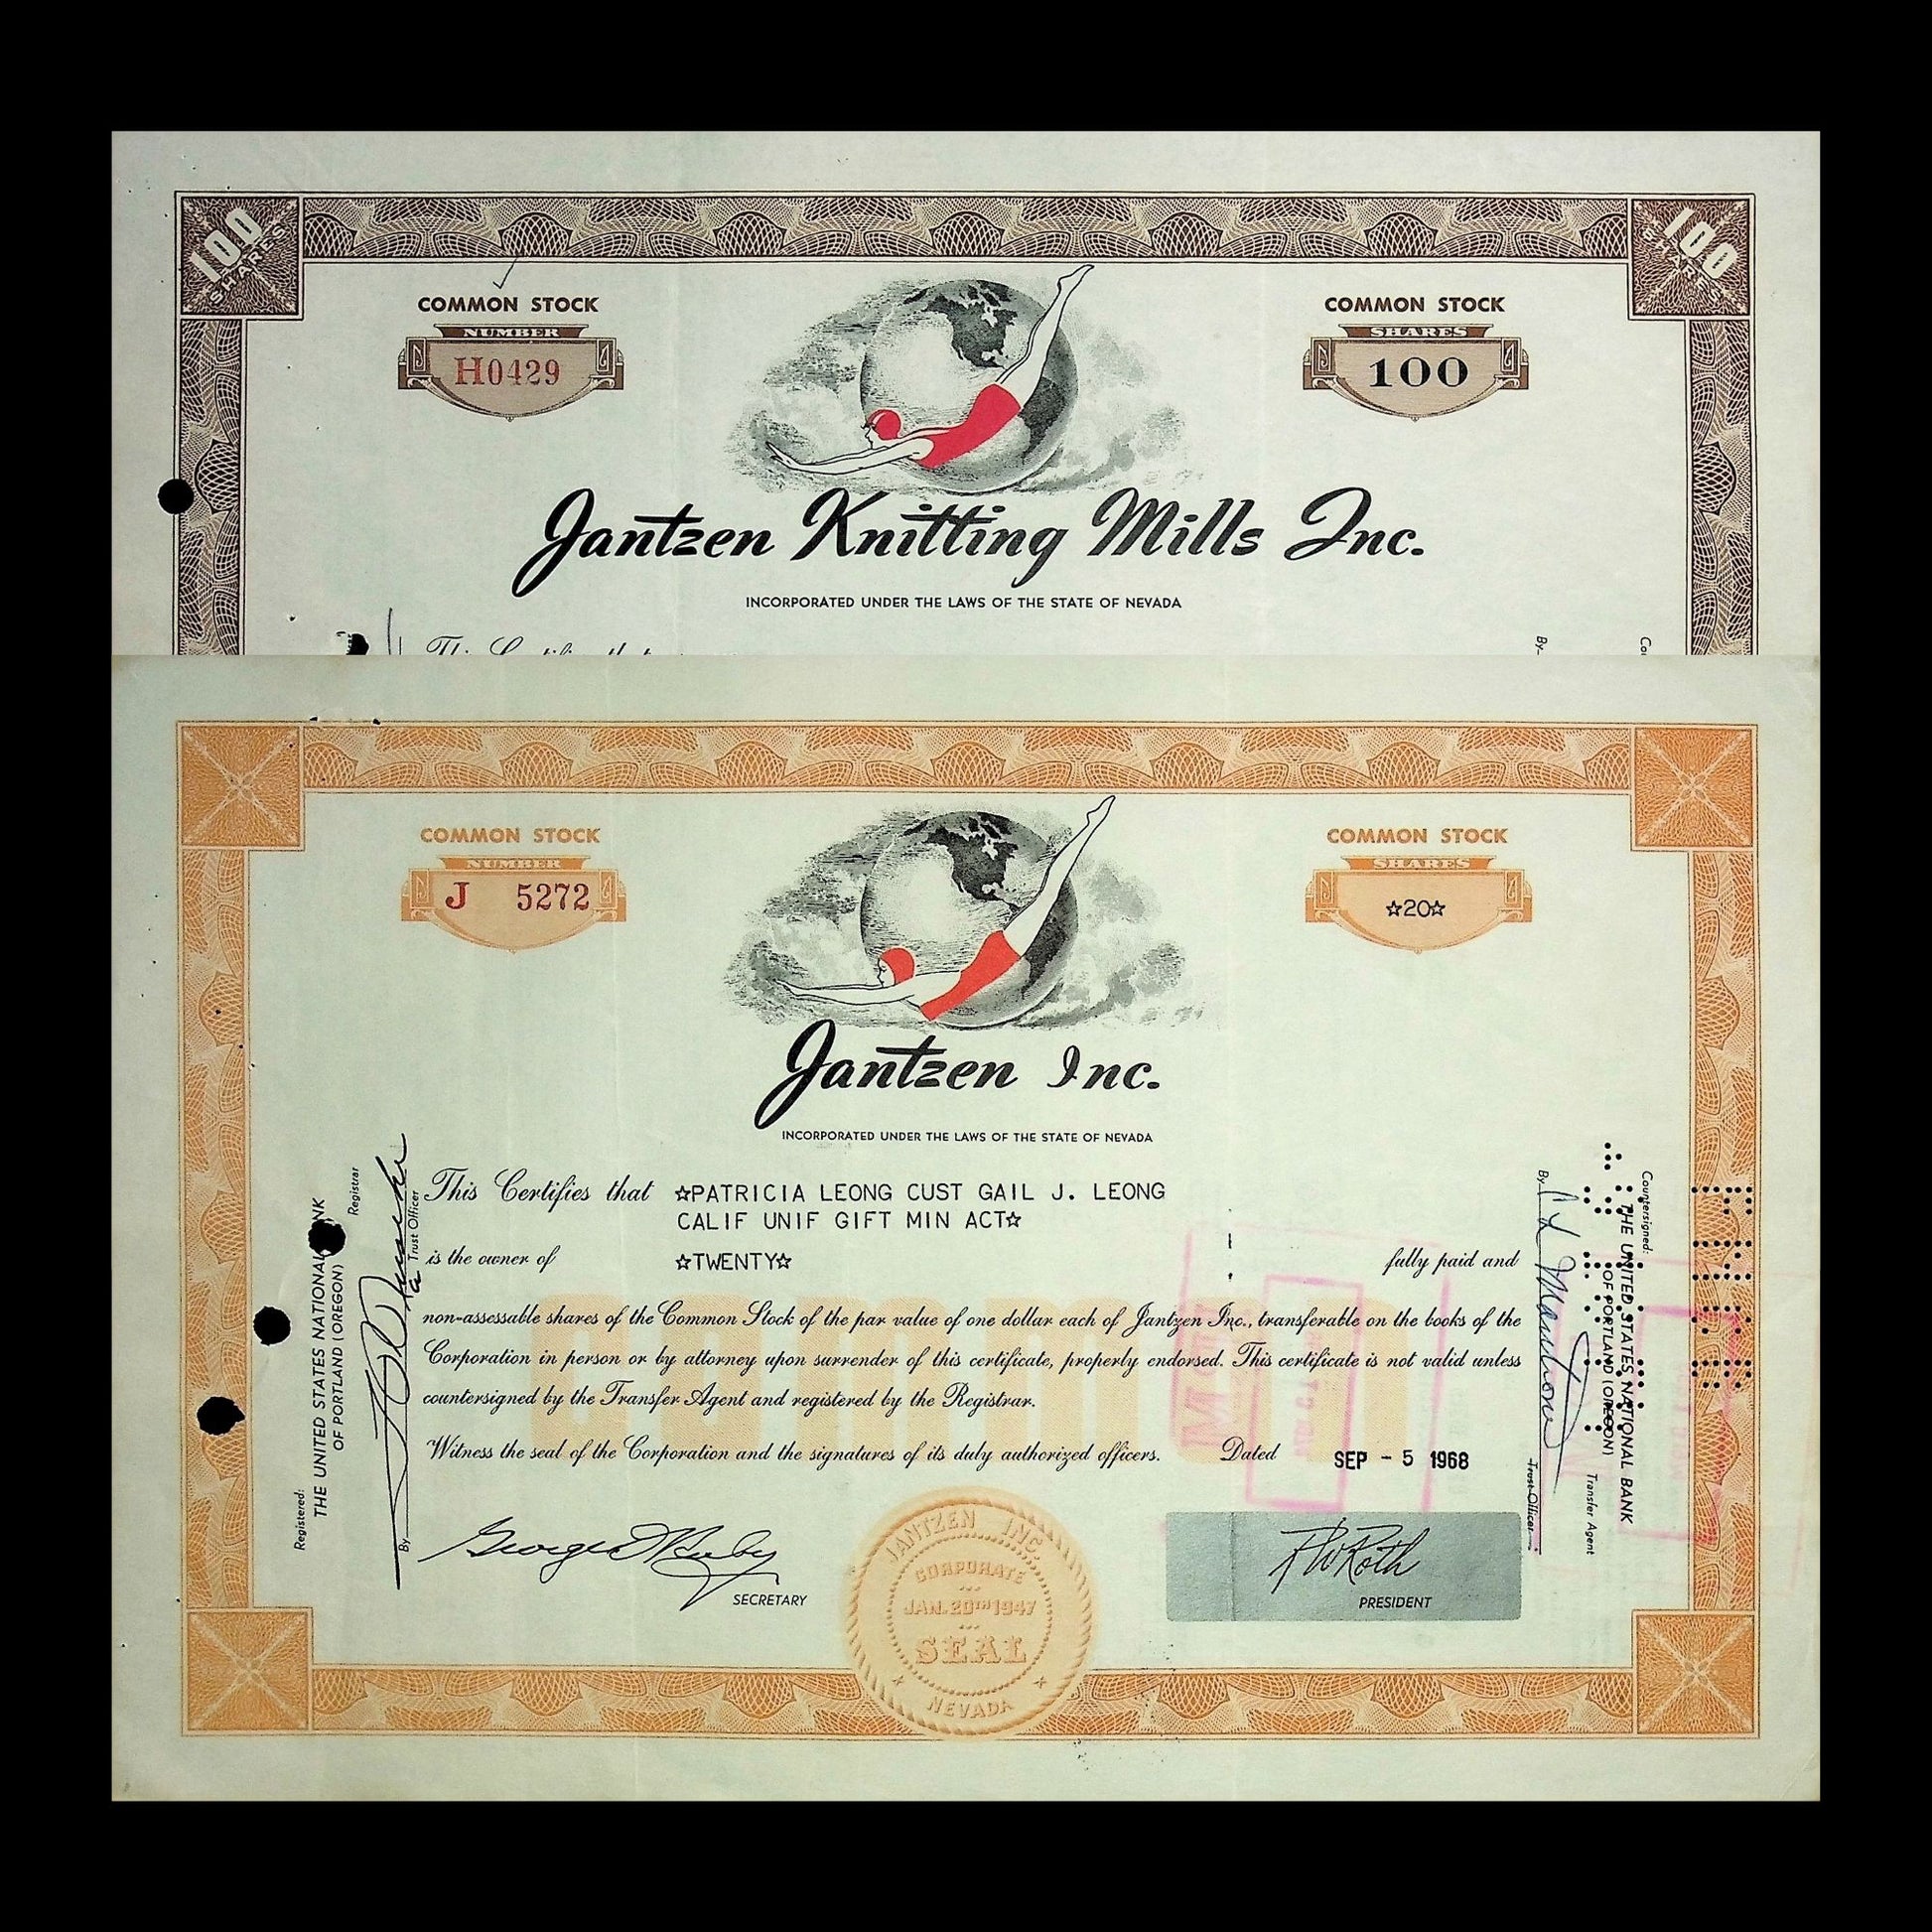 100
SHARES
100
SHARES
COMMON STOCK
NUMBER
H0429
COMMON STOCK
SHARES
100
Jantzen Knitting Mills Inc.
INCORPORATED UNDER THE LAWS OF THE STATE OF NEVADA
This Certifies that
By
COMMON STOCK
NUMBER
J 5272
COMMON STOCK
SHARES
☆20☆
Jantzen Inc.
INCORPORATED UNDER THE LAWS OF THE STATE OF NEVADA
This Certifies that ☆PATRICIA LEONG CUST GAIL J. LEONG
CALIF UNIF GIFT MIN ACT☆
is the owner of ☆TWENTY☆ fully paid and
non-assessable shares of the Common Stock of the par value of one dollar each of Jantzen Inc., transferable on the books of the
Corporation in person or by attorney upon surrender of this certificate, properly endorsed. This certificate is not valid unless
countersigned by the Transfer Agent and registered by the Registrar.
Witness the seal of the Corporation and the signatures of its duly authorized officers. Dated SEP - 5 1968
SECRETARY
R W Roth
PRESIDENT
JANTZEN INC.
CORPORATE
JAN. 20TH 1947
SEAL
NEVADA
Registered:
THE UNITED STATES NATIONAL BANK
OF PORTLAND (OREGON)
Registrar
By
Trust Officer
Countersigned:
THE UNITED STATES NATIONAL BANK
OF PORTLAND (OREGON)
Transfer Agent
By
Trust Officer